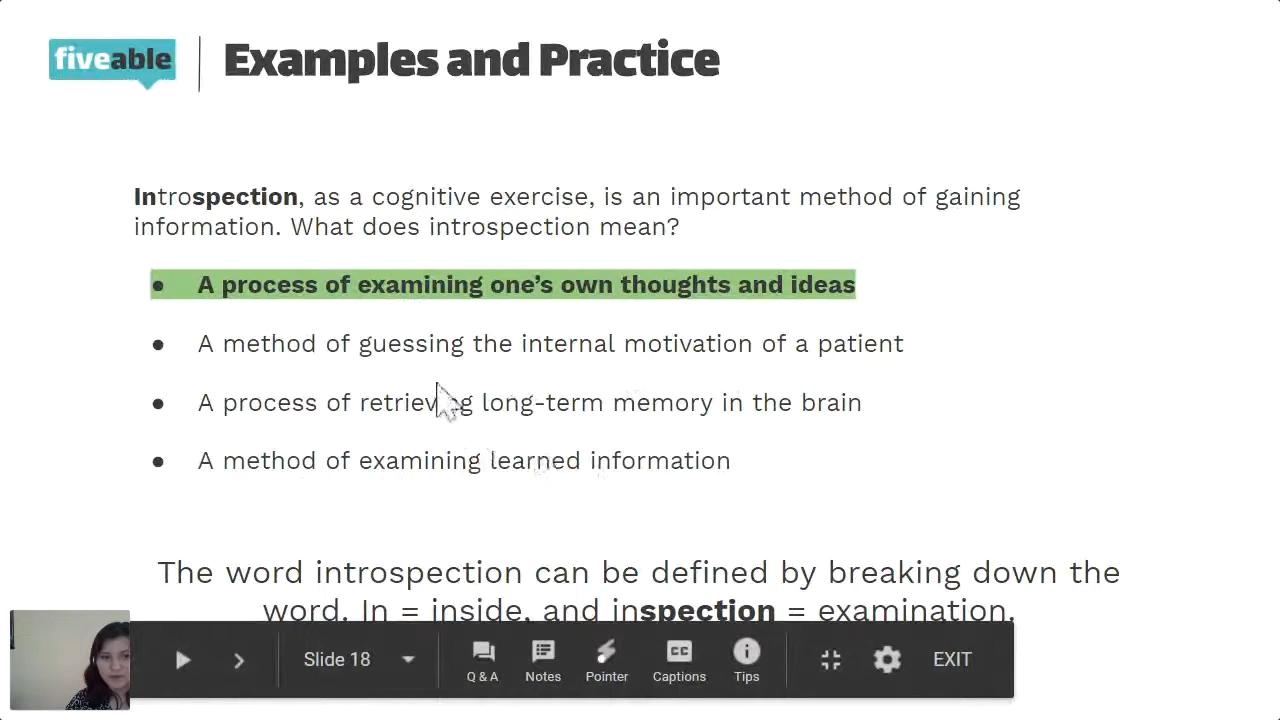 fiveable
Examples and Practice
Introspection, as a cognitive exercise, is an important method of gaining
information. What does introspection mean?
● A process of examining one’s own thoughts and ideas
● A method of guessing the internal motivation of a patient
● A process of retrieving long-term memory in the brain
● A method of examining learned information
The word introspection can be defined by breaking down the
word. In = inside, and inspection = examination.
Slide 18
Q & A Notes Pointer Captions Tips
CC
EXIT